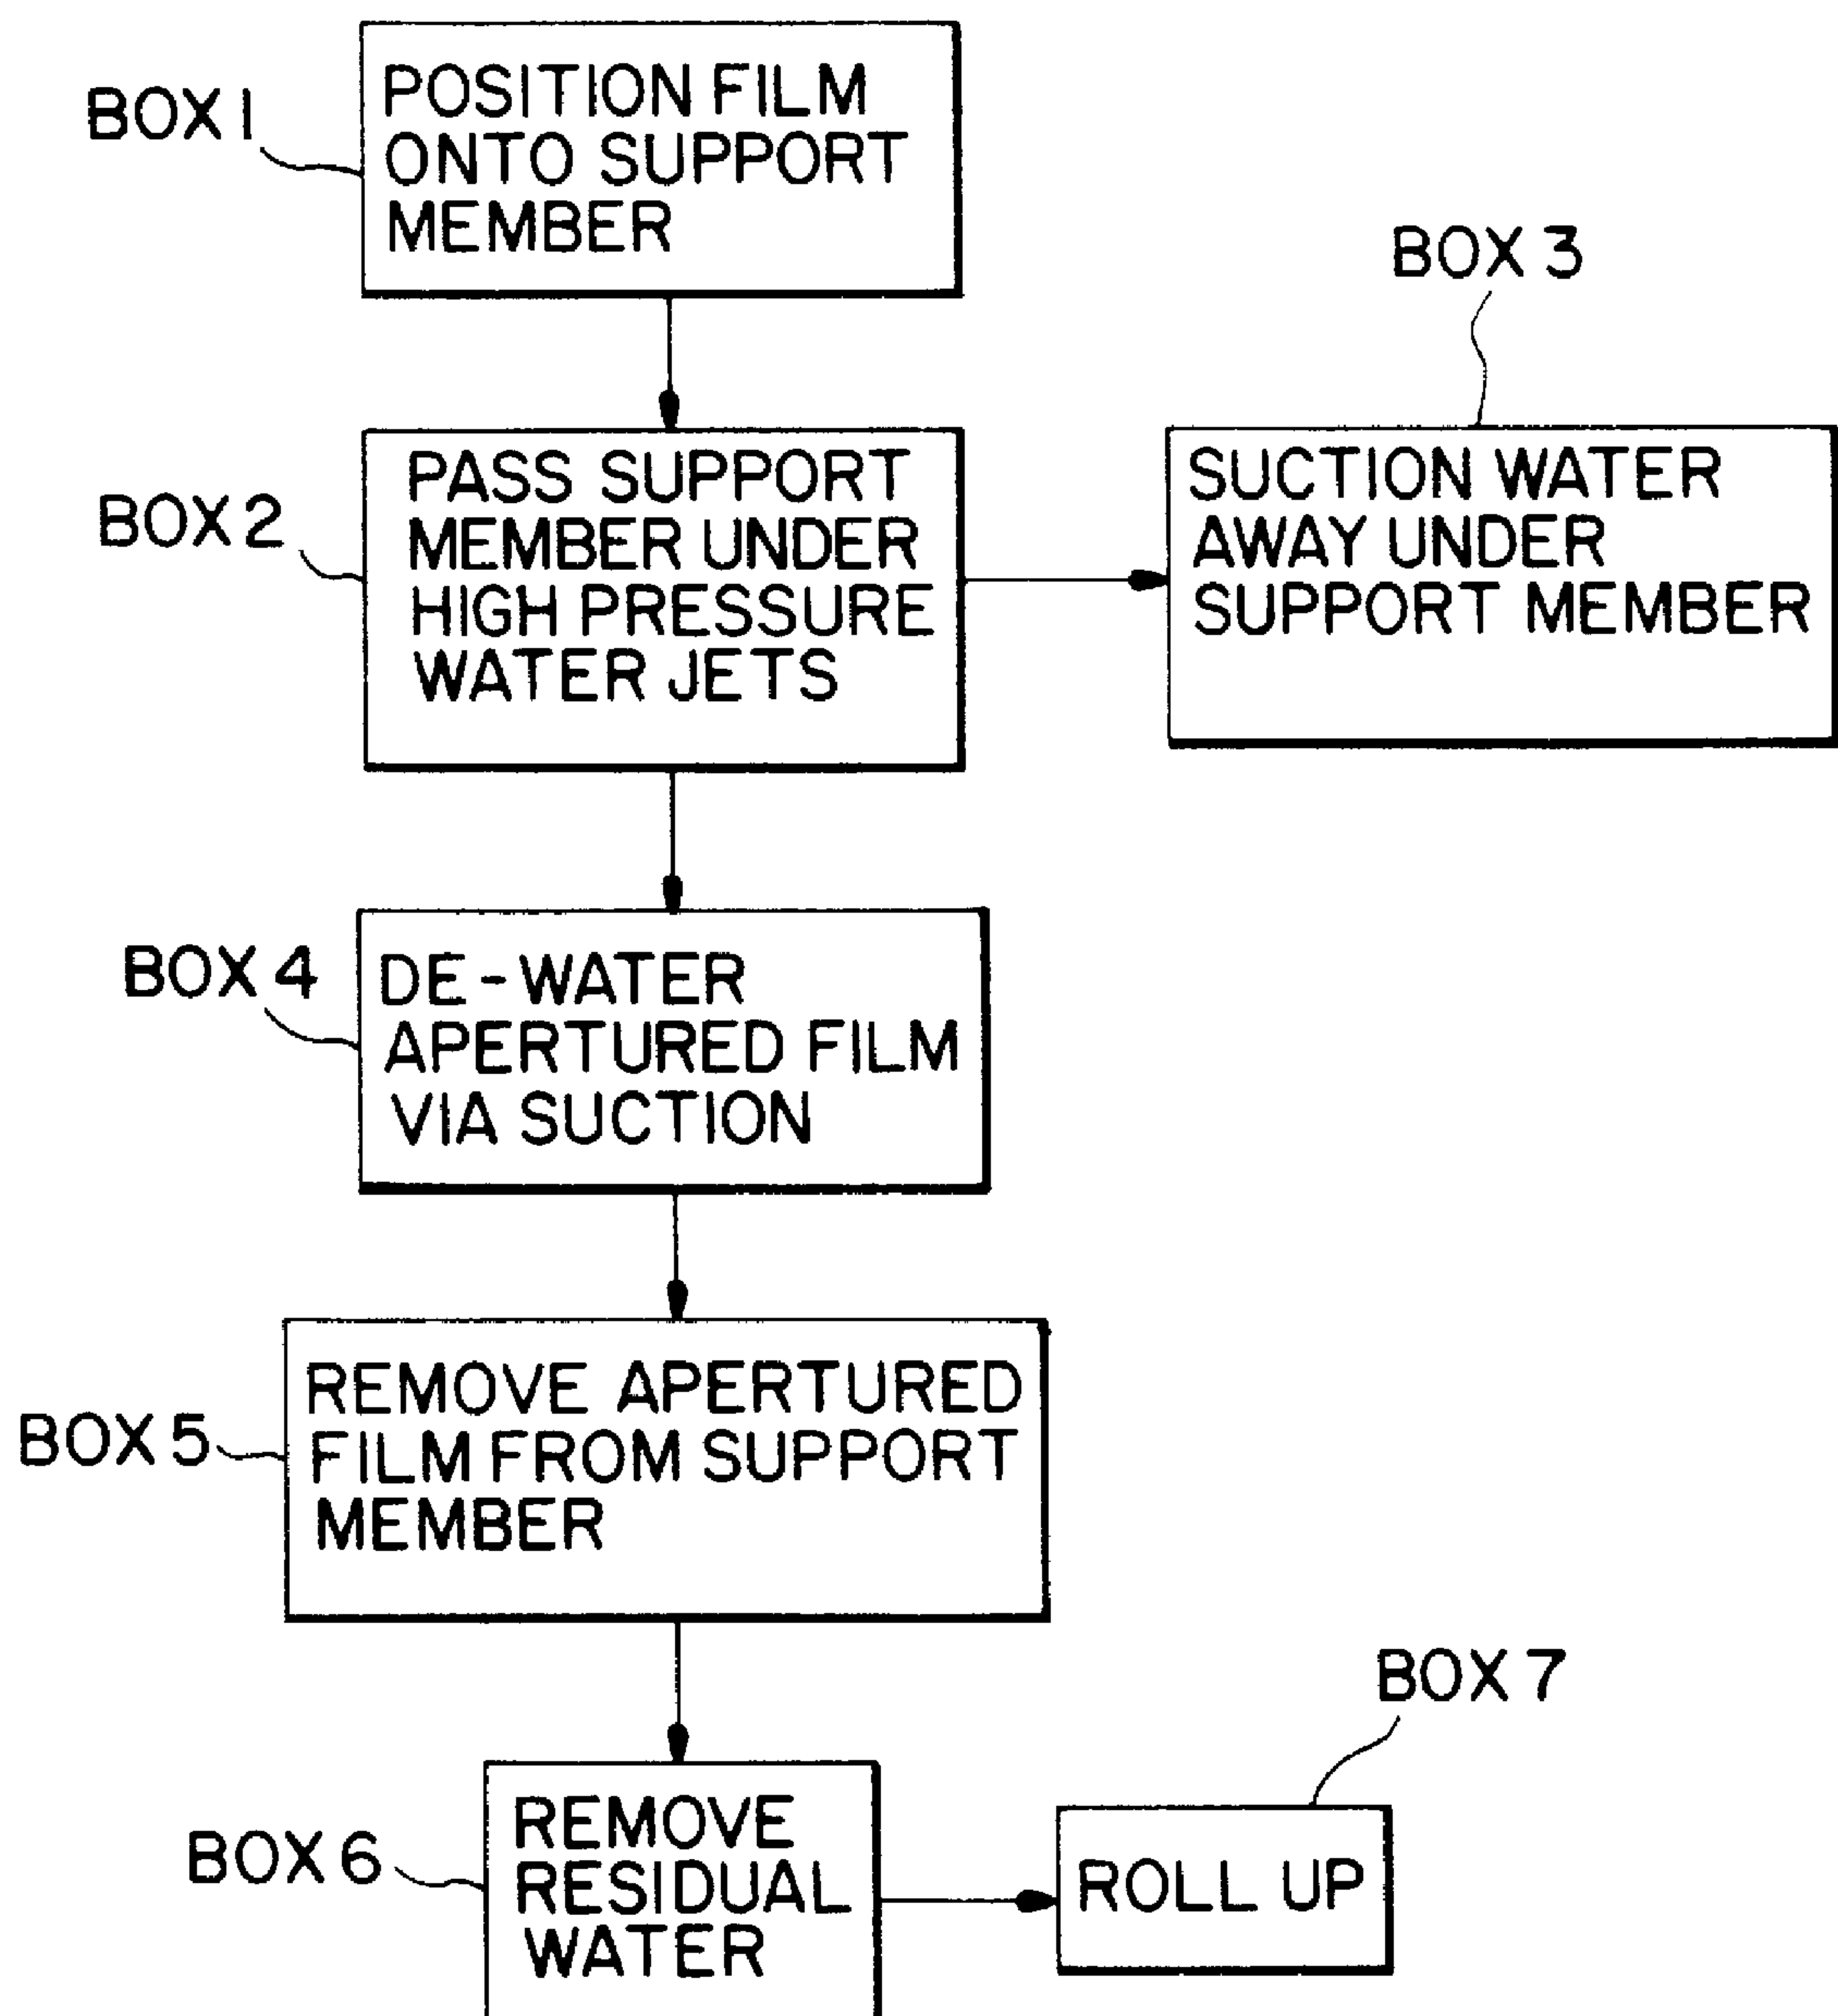 BOX 1
POSITION FILM
ONTO SUPPORT
MEMBER
BOX 2
PASS SUPPORT
MEMBER UNDER
HIGH PRESSURE
WATER JETS
BOX 3
SUCTION WATER
AWAY UNDER
SUPPORT MEMBER
BOX 4
DE-WATER
APERTURED FILM
VIA SUCTION
BOX 5
REMOVE APERTURED
FILM FROM SUPPORT
MEMBER
BOX 6
REMOVE
RESIDUAL
WATER
BOX 7
ROLL UP